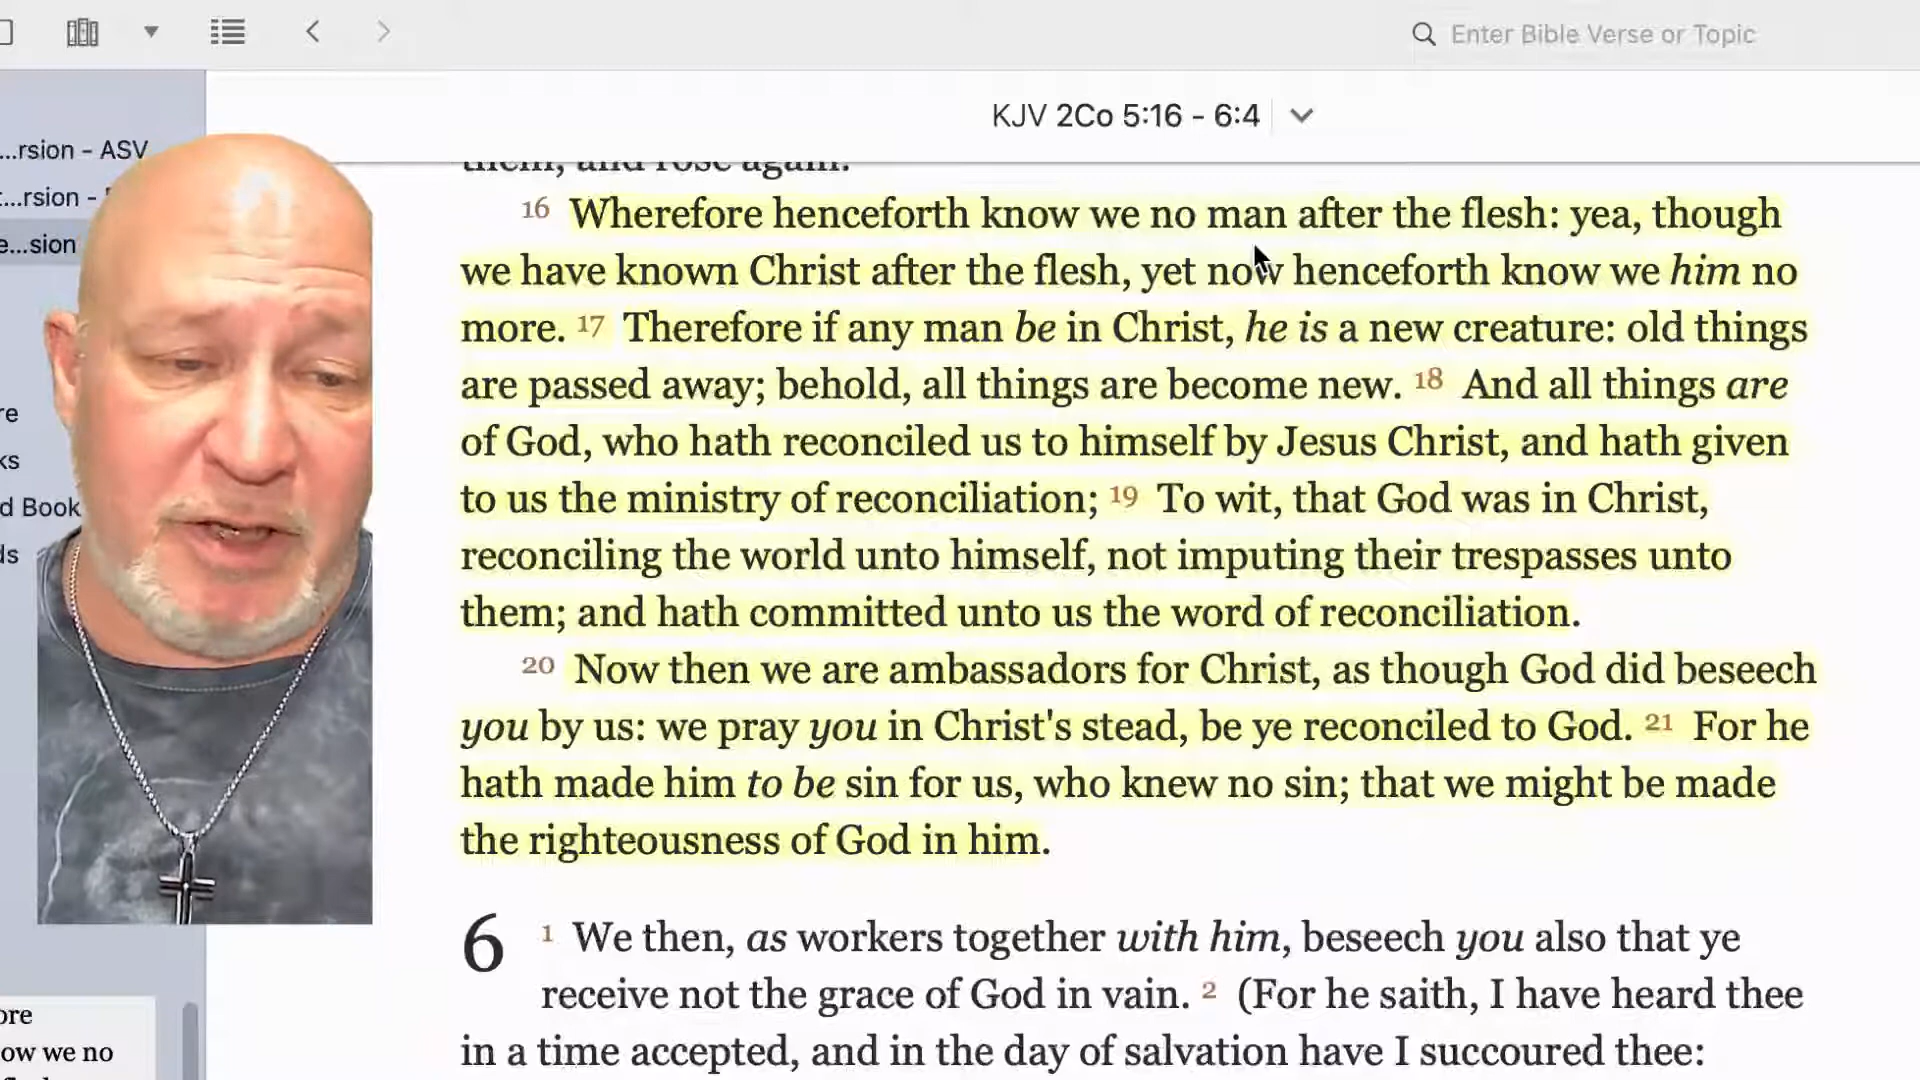 Enter Bible Verse or Topic
KJV 2Co 5:16 - 6:4
...rsion - ASV
...rsion -
...sion
them, and rose again.
16 Wherefore henceforth know we no man after the flesh: yea, though
we have known Christ after the flesh, yet now henceforth know we him no
more. 17 Therefore if any man be in Christ, he is a new creature: old things
are passed away; behold, all things are become new. 18 And all things are
of God, who hath reconciled us to himself by Jesus Christ, and hath given
to us the ministry of reconciliation; 19 To wit, that God was in Christ,
reconciling the world unto himself, not imputing their trespasses unto
them; and hath committed unto us the word of reconciliation.
20 Now then we are ambassadors for Christ, as though God did beseech
you by us: we pray you in Christ's stead, be ye reconciled to God. 21 For he
hath made him to be sin for us, who knew no sin; that we might be made
the righteousness of God in him.
6 1 We then, as workers together with him, beseech you also that ye
receive not the grace of God in vain. 2 (For he saith, I have heard thee
in a time accepted, and in the day of salvation have I succoured thee:
re
ks
d Book
ds
ore
ow we no